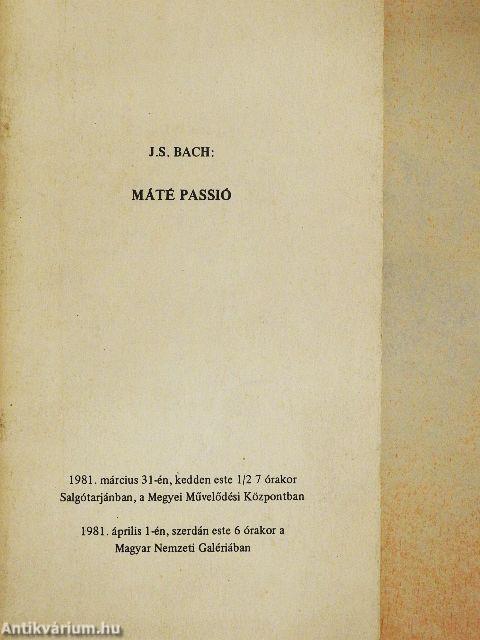 J.S. BACH:
MÁTÉ PASSIÓ
1981. március 31-én, kedden este 1/2 7 órakor
Salgótarjánban, a Megyei Művelődési Központban
1981. április 1-én, szerdán este 6 órakor a
Magyar Nemzeti Galériában
Antikvárium.hu